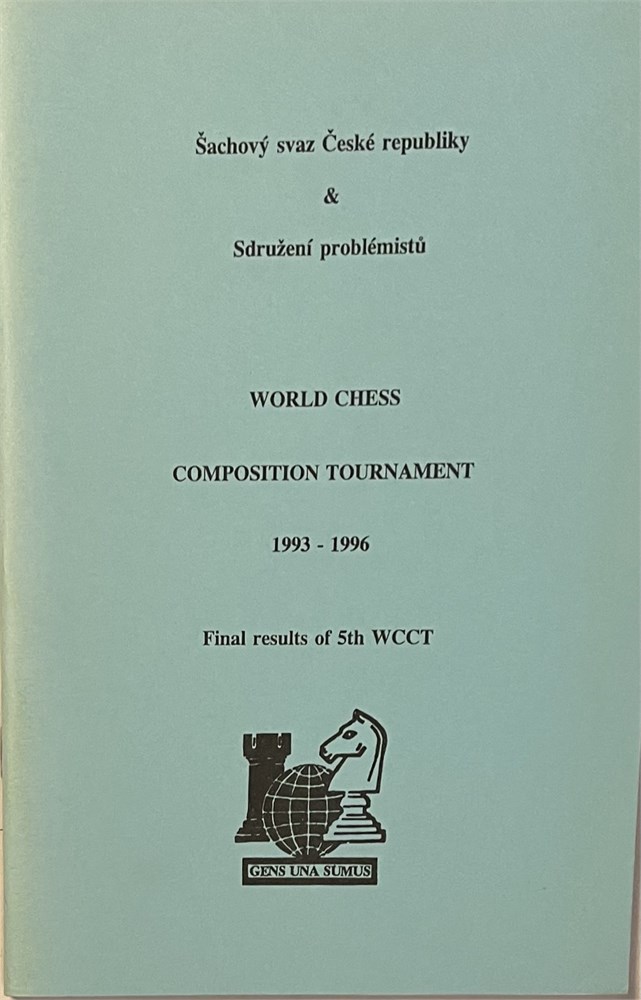 Šachový svaz České republiky
&
Sdružení problémistů
WORLD CHESS
COMPOSITION TOURNAMENT
1993 - 1996
Final results of 5th WCCT
GENS UNA SUMUS